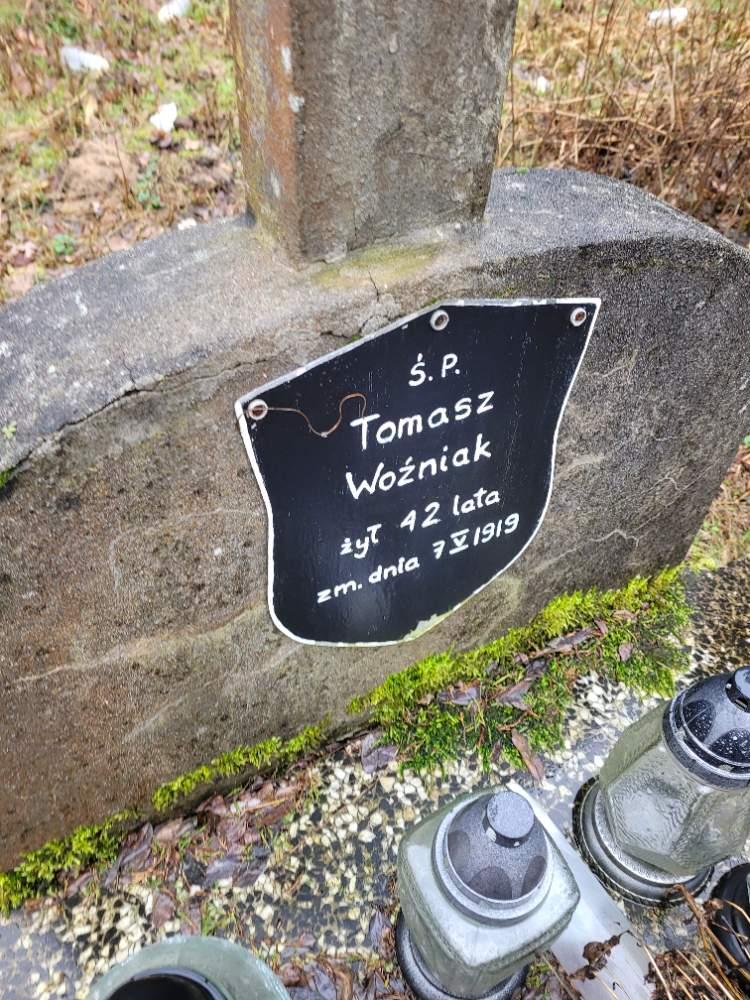 Ś. P.
Tomasz
Woźniak
żył 42 lata
zm. dnia 7 V 1919